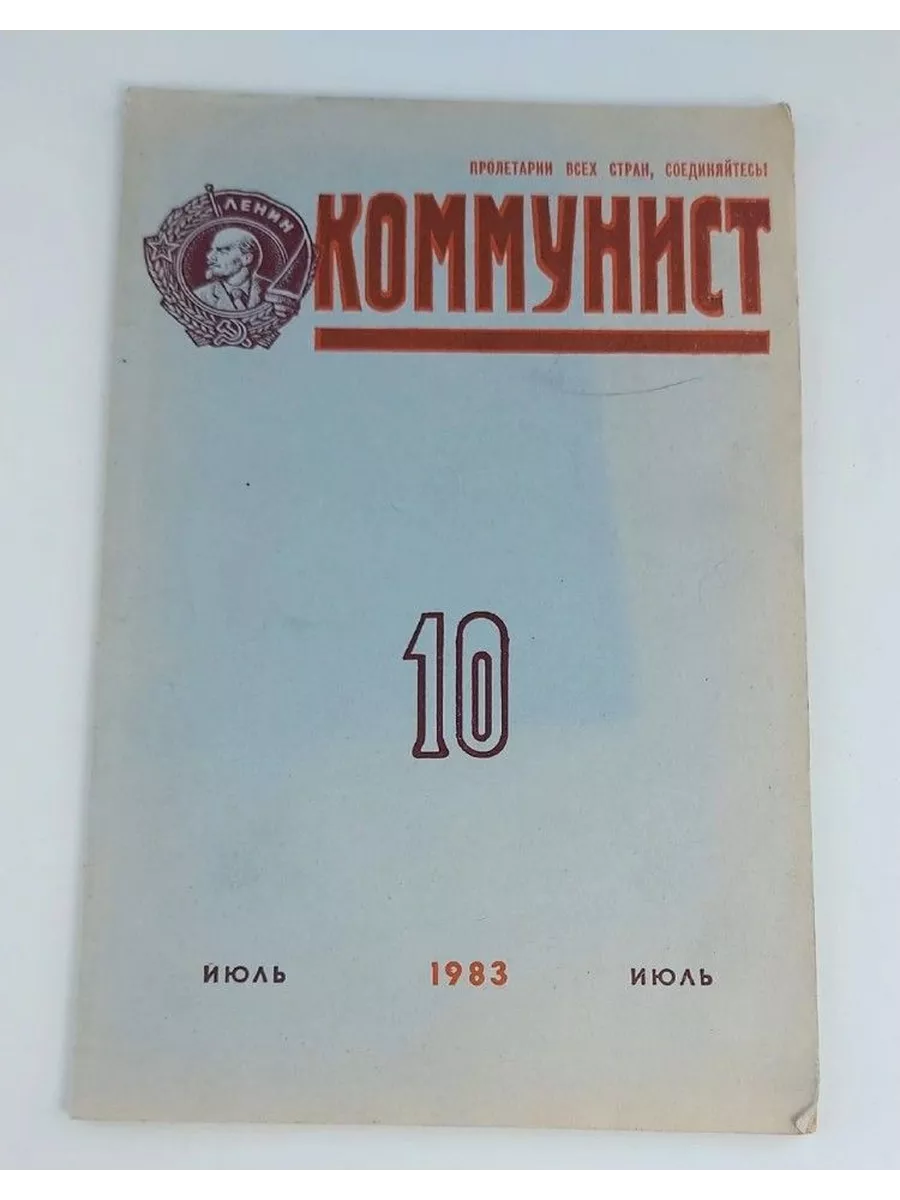 ПРОЛЕТАРИИ ВСЕХ СТРАН, СОЕДИНЯЙТЕСЬ!
ЛЕНИН
КОММУНИСТ
10
ИЮЛЬ 1983 ИЮЛЬ